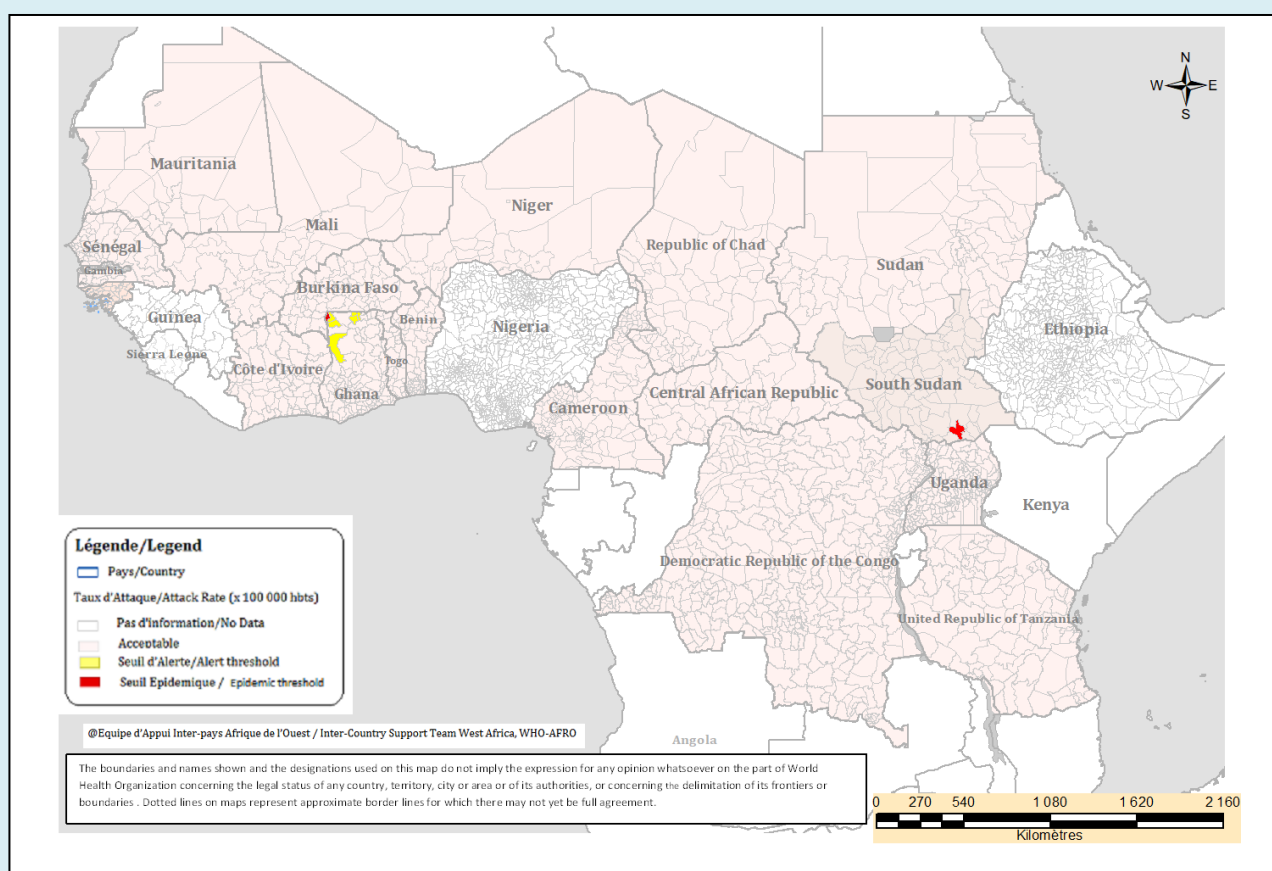 N
W E
S
Mauritania
Mali
Niger
Republic of Chad
Sudan
Sénégal
Gambia
Burkina Faso
Guinea
Benin
Nigeria
Ethiopia
Sierra Leone
Côte d'Ivoire
Togo
Ghana
Cameroon
Central African Republic
South Sudan
Uganda
Kenya
Democratic Republic of the Congo
United Republic of Tanzania
Angola
Légende/Legend
Pays/Country
Taux d'Attaque/Attack Rate (x 100 000 hbts)
Pas d'information/No Data
Acceptable
Seuil d'Alerte/Alert threshold
Seuil Epidemique / Epidemic threshold
@Equipe d'Appui Inter-pays Afrique de l'Ouest / Inter-Country Support Team West Africa, WHO-AFRO
The boundaries and names shown and the designations used on this map do not imply the expression for any opinion whatsoever on the part of World
Health Organization concerning the legal status of any country, territory, city or area or of its authorities, or concerning the delimitation of its frontiers or
boundaries . Dotted lines on maps represent approximate border lines for which there may not yet be full agreement.
0 270 540 1 080 1 620 2 160
Kilomètres